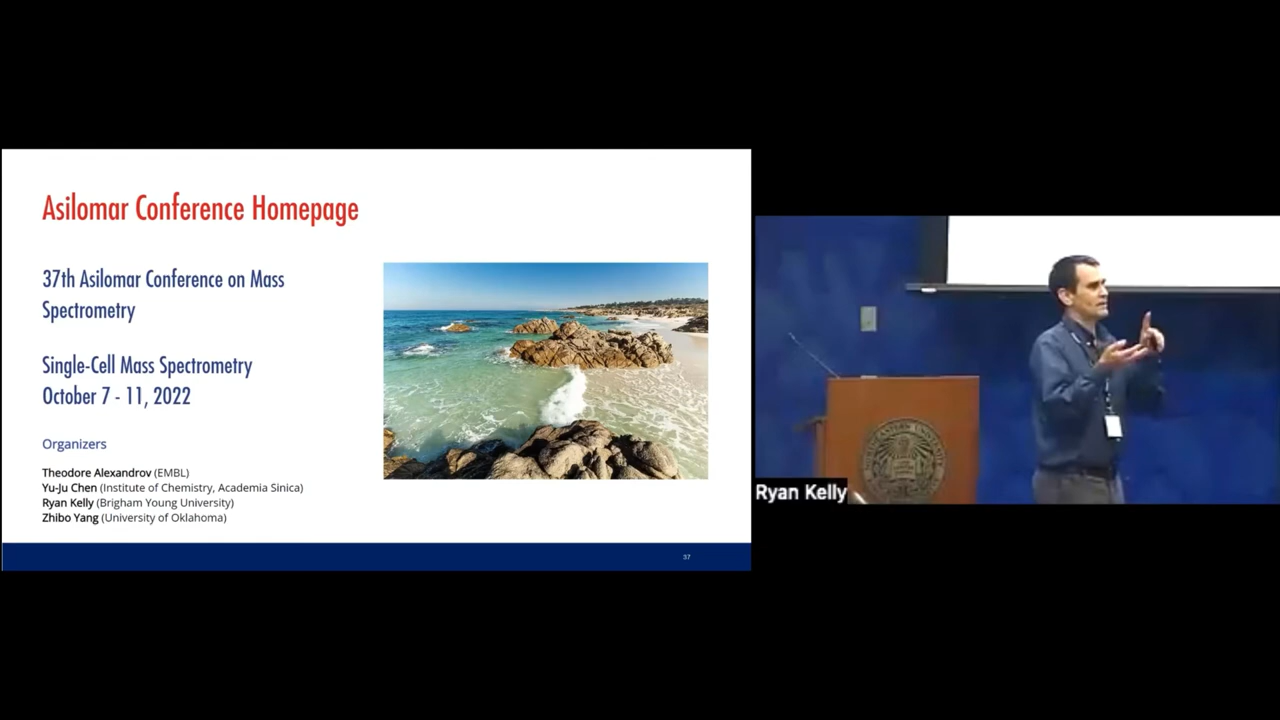 Asilomar Conference Homepage
37th Asilomar Conference on Mass
Spectrometry
Single-Cell Mass Spectrometry
October 7 - 11, 2022
Organizers
Theodore Alexandrov (EMBL)
Yu-Ju Chen (Institute of Chemistry, Academia Sinica)
Ryan Kelly (Brigham Young University)
Zhibo Yang (University of Oklahoma)
37
Ryan Kelly